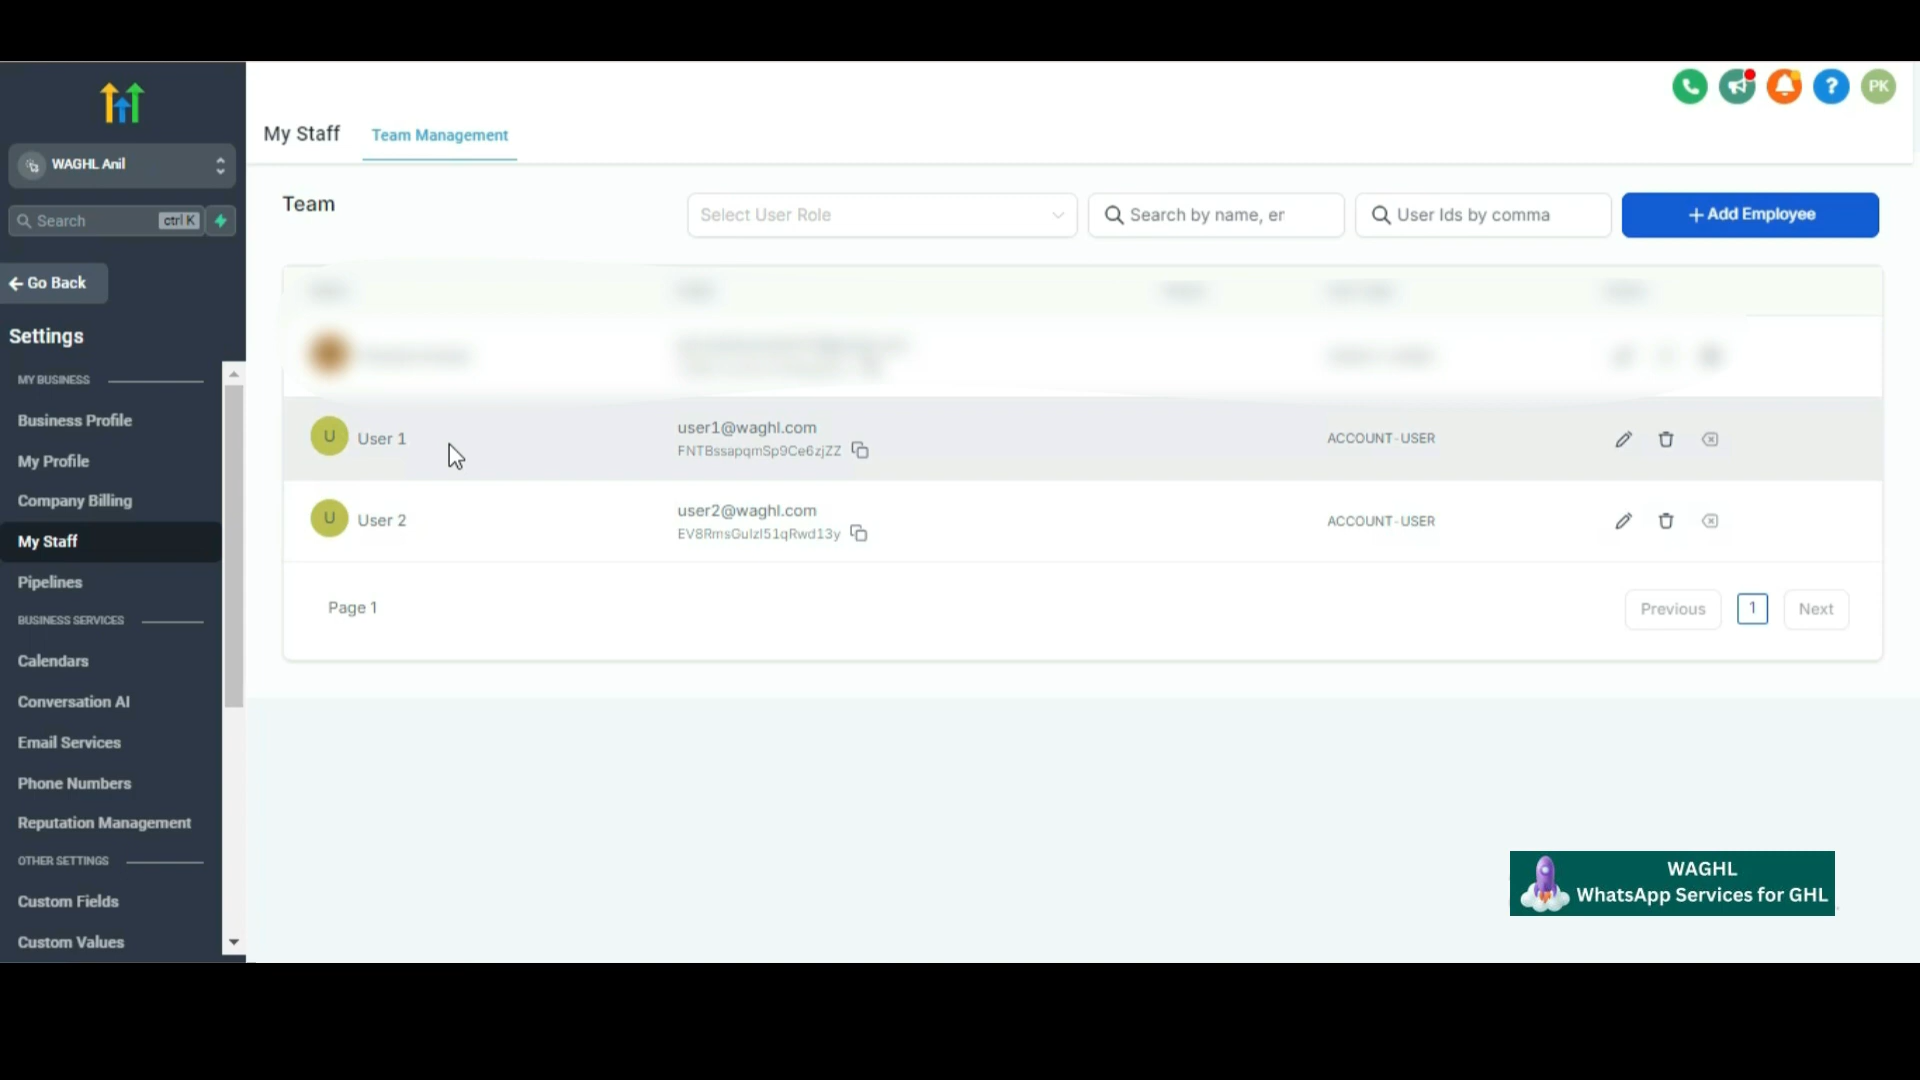 PK
My Staff
Team Management
WAGHL Anil
Search
ctrl K
Team
Select User Role
Search by name, er
User Ids by comma
+ Add Employee
Go Back
Settings
MY BUSINESS
Business Profile
My Profile
Company Billing
My Staff
Pipelines
BUSINESS SERVICES
Calendars
Conversation AI
Email Services
Phone Numbers
Reputation Management
OTHER SETTINGS
Custom Fields
Custom Values
U
User 1
user1@waghl.com
FNTBssapqmSp9Ce6zjZZ
ACCOUNT-USER
U
User 2
user2@waghl.com
ACCOUNT-USER
Page 1
Previous
1
Next
WAGHL
WhatsApp Services for GHL